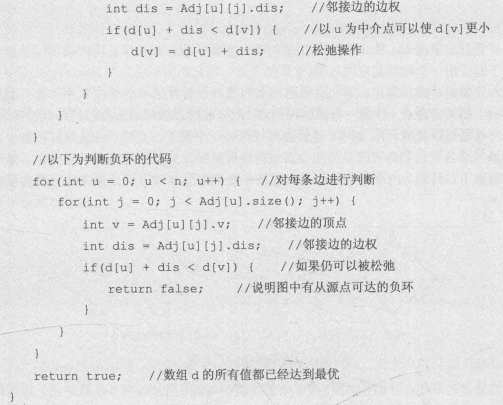 int dis = Adj[u][j].dis; //邻接边的边权
if(d[u] + dis < d[v]) { //以 u 为中介点可以使 d[v]更小
d[v] = d[u] + dis; //松弛操作
}
}
}
}
//以下为判断负环的代码
for(int u = 0; u < n; u++) { //对每条边进行判断
for(int j = 0; j < Adj[u].size(); j++) {
int v = Adj[u][j].v; //邻接边的顶点
int dis = Adj[u][j].dis; //邻接边的边权
if(d[u] + dis < d[v]) { //如果仍可以被松弛
return false; //说明图中有从源点可达的负环
}
}
}
return true; //数组 d 的所有值都已经达到最优
}